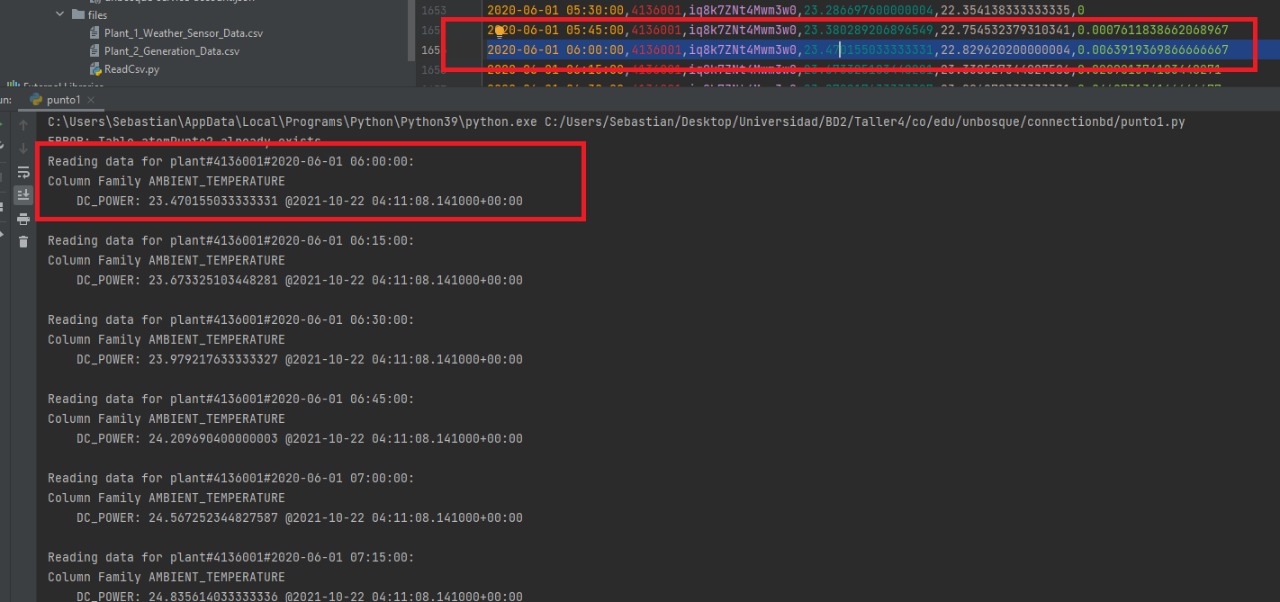 files
Plant_1_Weather_Sensor_Data.csv
Plant_2_Generation_Data.csv
ReadCsv.py
1653 2020-06-01 05:30:00,4136001,iq8k7ZNt4Mwm3w0,23.286697600000004,22.354138333333335,0
165 2020-06-01 05:45:00,4136001,iq8k7ZNt4Mwm3w0,23.380289206896549,22.754532379310341,0.0007611838662068967
165 2020-06-01 06:00:00,4136001,iq8k7ZNt4Mwm3w0,23.470155033333331,22.829620200000004,0.0063919369866666667
un: punto1
C:\Users\Sebastian\AppData\Local\Programs\Python\Python39\python.exe C:/Users/Sebastian/Desktop/Universidad/BD2/Taller4/co/edu/unbosque/connectionbd/punto1.py
ERROR: Table atomPunto2 already exists
Reading data for plant#4136001#2020-06-01 06:00:00:
Column Family AMBIENT_TEMPERATURE
DC_POWER: 23.470155033333331 @2021-10-22 04:11:08.141000+00:00
Reading data for plant#4136001#2020-06-01 06:15:00:
Column Family AMBIENT_TEMPERATURE
DC_POWER: 23.673325103448281 @2021-10-22 04:11:08.141000+00:00
Reading data for plant#4136001#2020-06-01 06:30:00:
Column Family AMBIENT_TEMPERATURE
DC_POWER: 23.979217633333327 @2021-10-22 04:11:08.141000+00:00
Reading data for plant#4136001#2020-06-01 06:45:00:
Column Family AMBIENT_TEMPERATURE
DC_POWER: 24.209690400000003 @2021-10-22 04:11:08.141000+00:00
Reading data for plant#4136001#2020-06-01 07:00:00:
Column Family AMBIENT_TEMPERATURE
DC_POWER: 24.567252344827587 @2021-10-22 04:11:08.141000+00:00
Reading data for plant#4136001#2020-06-01 07:15:00:
Column Family AMBIENT_TEMPERATURE
DC_POWER: 24.835614033333336 @2021-10-22 04:11:08.141000+00:00